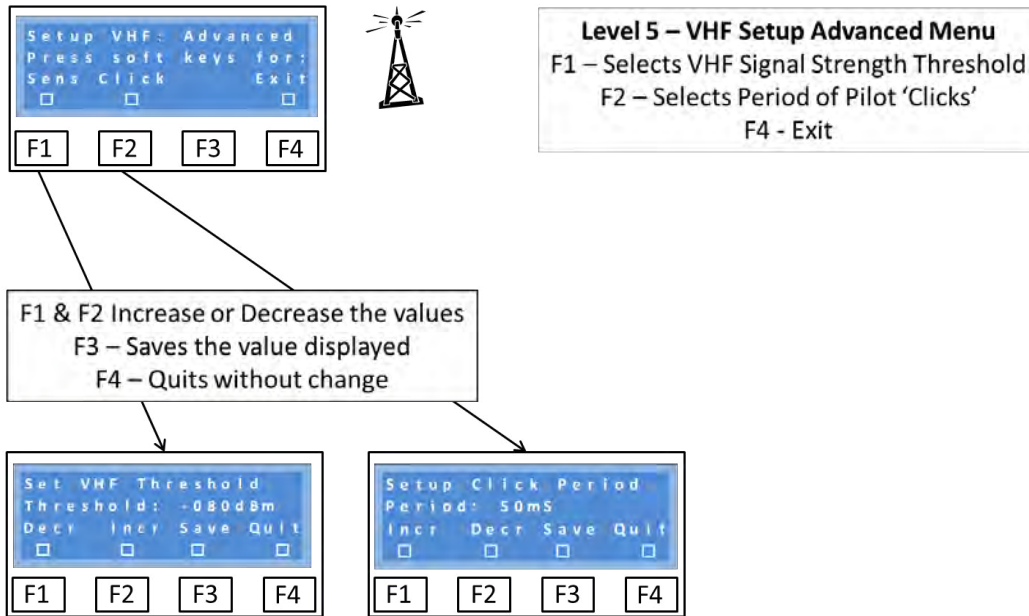 Setup VHF: Advanced
Press soft keys for:
Sens Click Exit
F1 F2 F3 F4
Level 5 – VHF Setup Advanced Menu
F1 – Selects VHF Signal Strength Threshold
F2 – Selects Period of Pilot ‘Clicks’
F4 - Exit
F1 & F2 Increase or Decrease the values
F3 – Saves the value displayed
F4 – Quits without change
Set VHF Threshold
Threshold: -080dBm
Decr Incr Save Quit
F1 F2 F3 F4
Setup Click Period
Period: 50mS
Incr Decr Save Quit
F1 F2 F3 F4